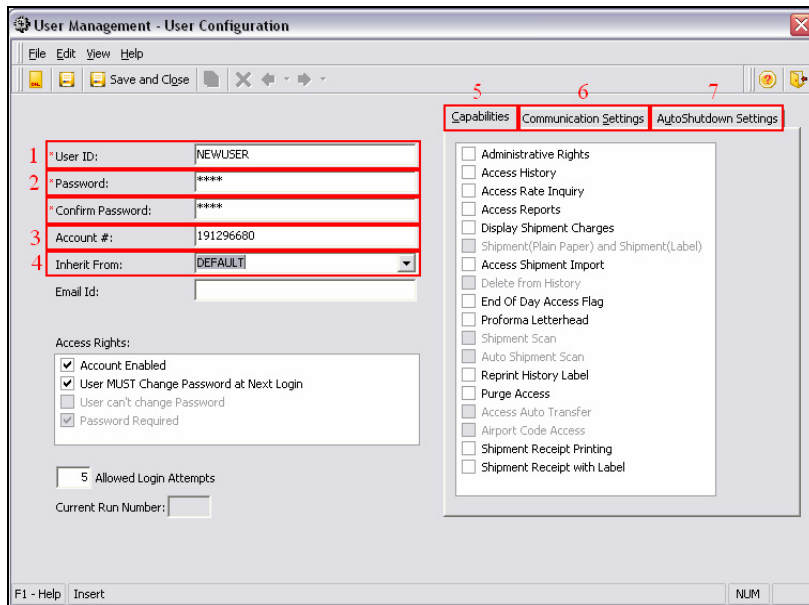 User Management - User Configuration
File Edit View Help
Save and Close
5 6 7
Capabilities Communication Settings AutoShutdown Settings
1 *User ID: NEWUSER
2 *Password: ****
*Confirm Password: ****
3 Account #: 191296680
4 Inherit From: DEFAULT
Email Id:
Access Rights:
Account Enabled
User MUST Change Password at Next Login
User can't change Password
Password Required
5 Allowed Login Attempts
Current Run Number:
Administrative Rights
Access History
Access Rate Inquiry
Access Reports
Display Shipment Charges
Shipment(Plain Paper) and Shipment(Label)
Access Shipment Import
Delete from History
End Of Day Access Flag
Proforma Letterhead
Shipment Scan
Auto Shipment Scan
Reprint History Label
Purge Access
Access Auto Transfer
Airport Code Access
Shipment Receipt Printing
Shipment Receipt with Label
F1 - Help Insert NUM